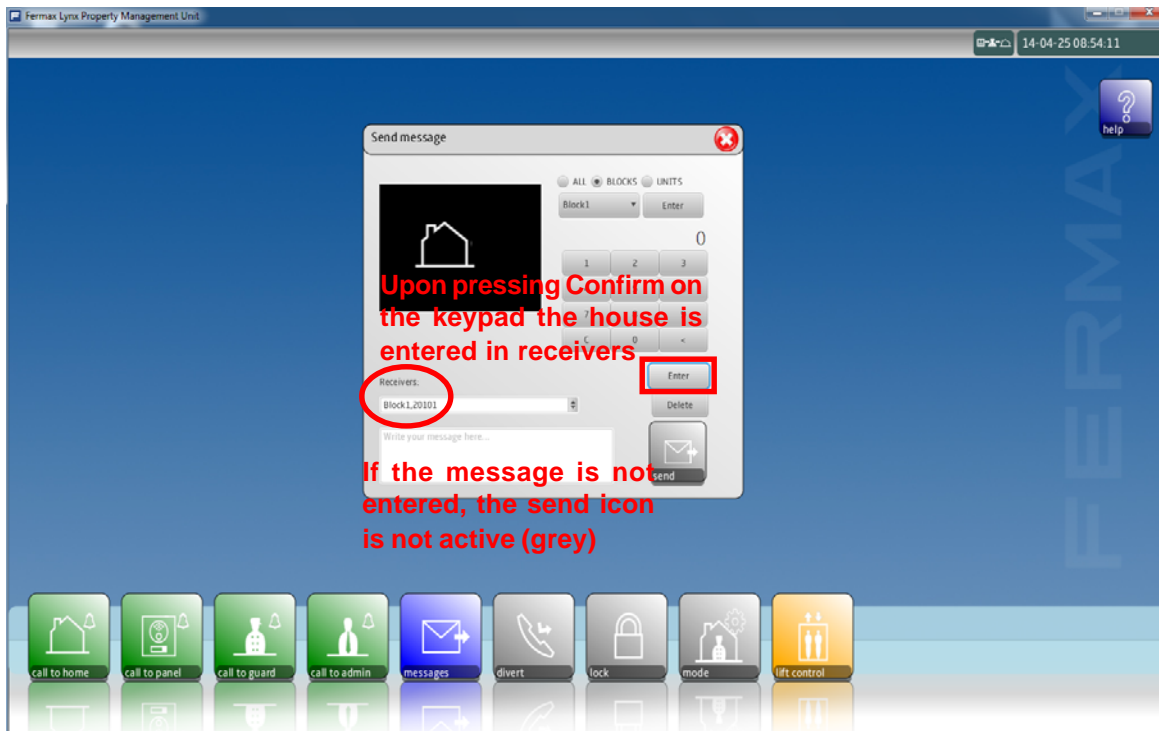 Fermax Lynx Property Management Unit
14-04-25 08:54:11
help
FERMAX
Send message
ALL BLOCKS UNITS
Block1 Enter
0
1 2 3
Upon pressing Confirm on
the keypad the house is
entered in receivers
7
C 0 <
Receivers:
Enter
Block1,20101
Delete
Write your message here...
send
If the message is not
entered, the send icon
is not active (grey)
call to home
call to panel
call to guard
call to admin
messages
divert
lock
mode
lift control